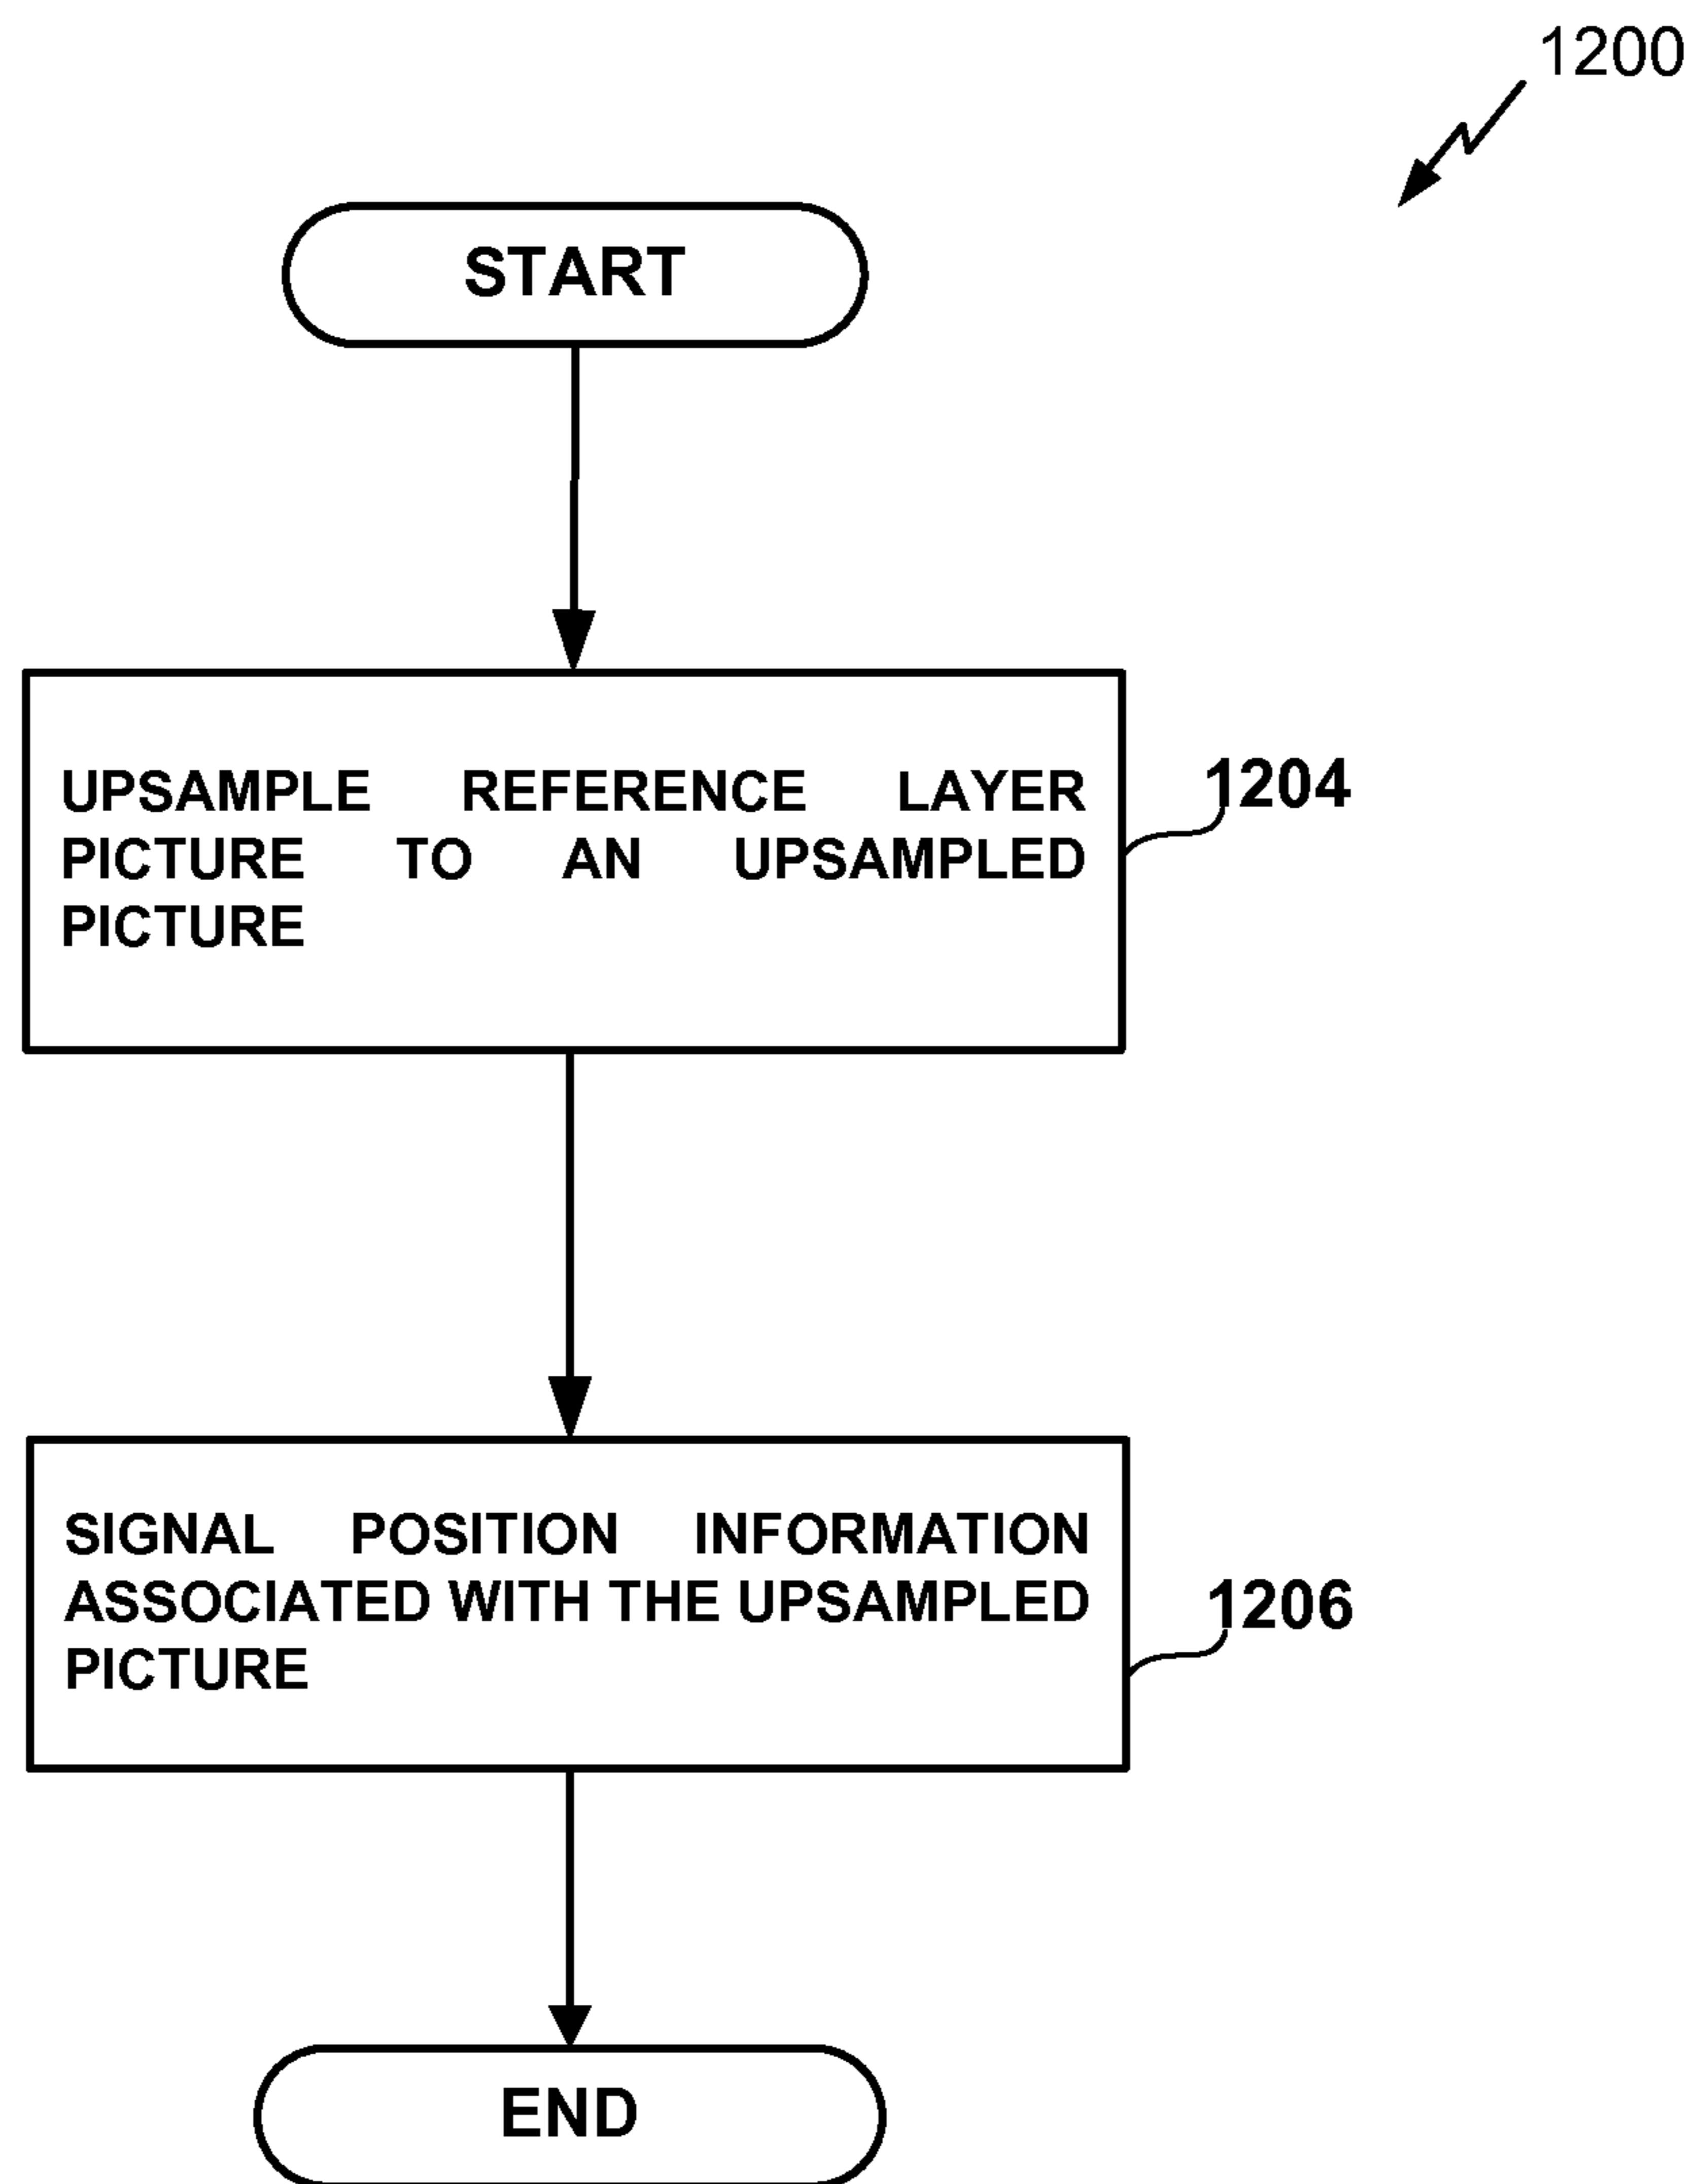 1200
START
UPSAMPLE REFERENCE LAYER
PICTURE TO AN UPSAMPLED
PICTURE
1204
SIGNAL POSITION INFORMATION
ASSOCIATED WITH THE UPSAMPLED
PICTURE
1206
END